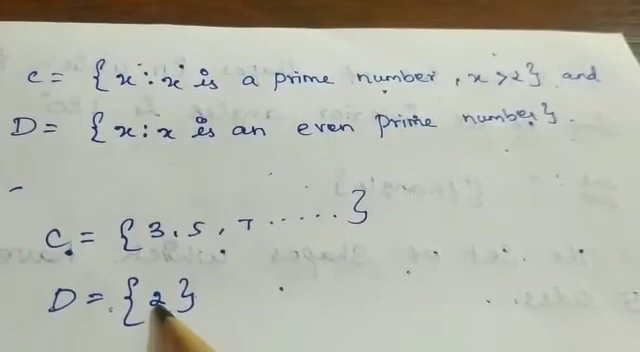 C = {x : x is a prime number, x > 2} and
D = {x : x is an even prime number}.
C = {3, 5, 7 ......}
D = {2}